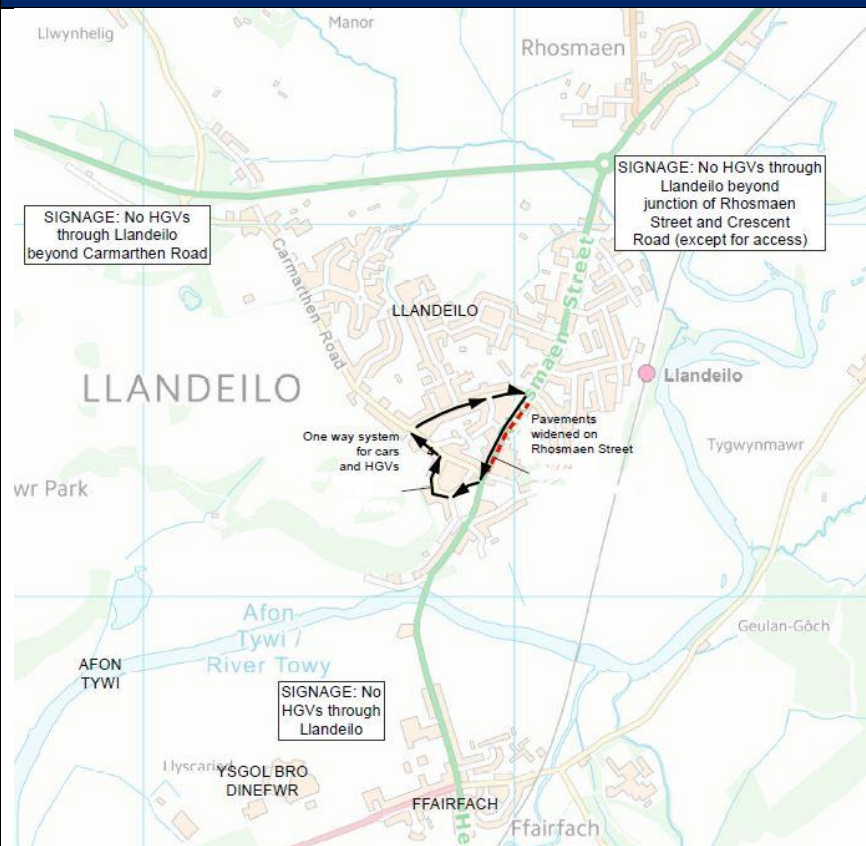 Llwynhelig
Manor
Rhosmaen
SIGNAGE: No HGVs through
Llandeilo beyond
junction of Rhosmaen
Street and Crescent
Road (except for access)
SIGNAGE: No HGVs
through Llandeilo
beyond Carmarthen Road
Carmarthen Road
smaen Street
LLANDEILO
LLANDEILO
Llandeilo
One way system
for cars
and HGVs
Pavements
widened on
Rhosmaen Street
Tygwynmawr
wr Park
Afon
Tywi /
River Towy
Geulan-Gôch
AFON
TYWI
SIGNAGE: No
HGVs through
Llandeilo
YSGOL BRO
DINEFWR
FFAIRFACH
Ffairfach
He